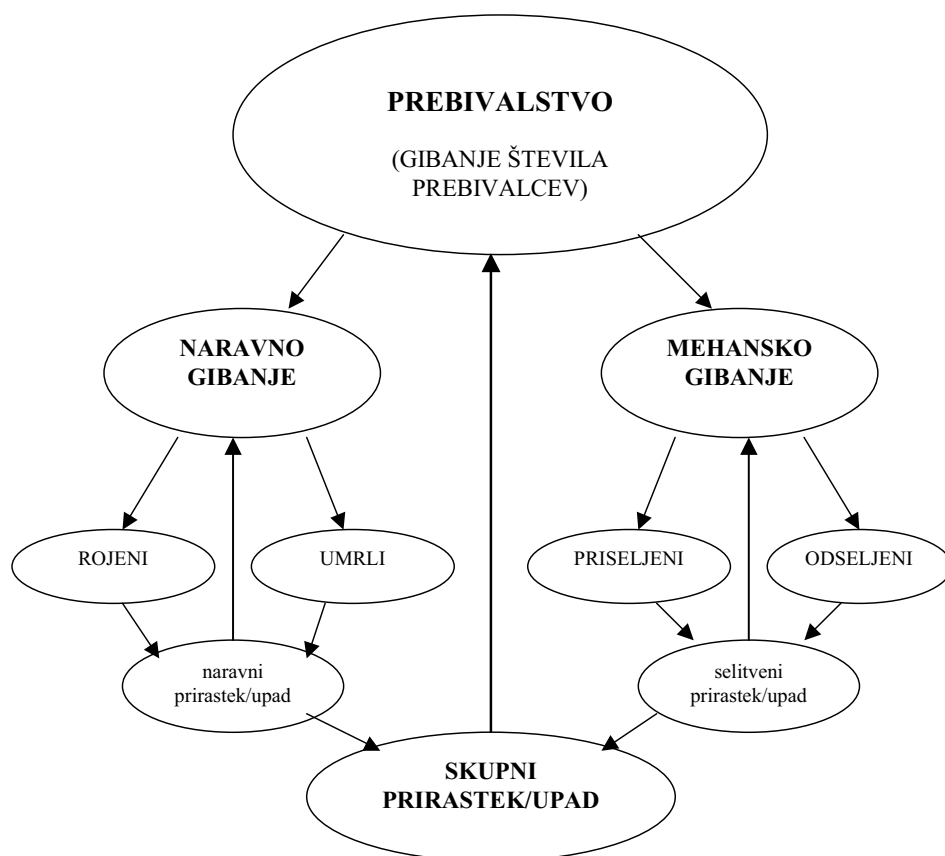 PREBIVALSTVO
(GIBANJE ŠTEVILA
PREBIVALCEV)
NARAVNO
GIBANJE
MEHANSKO
GIBANJE
ROJENI
UMRLI
PRISELJENI
ODSELJENI
naravni
prirastek/upad
selitveni
prirastek/upad
SKUPNI
PRIRASTEK/UPAD